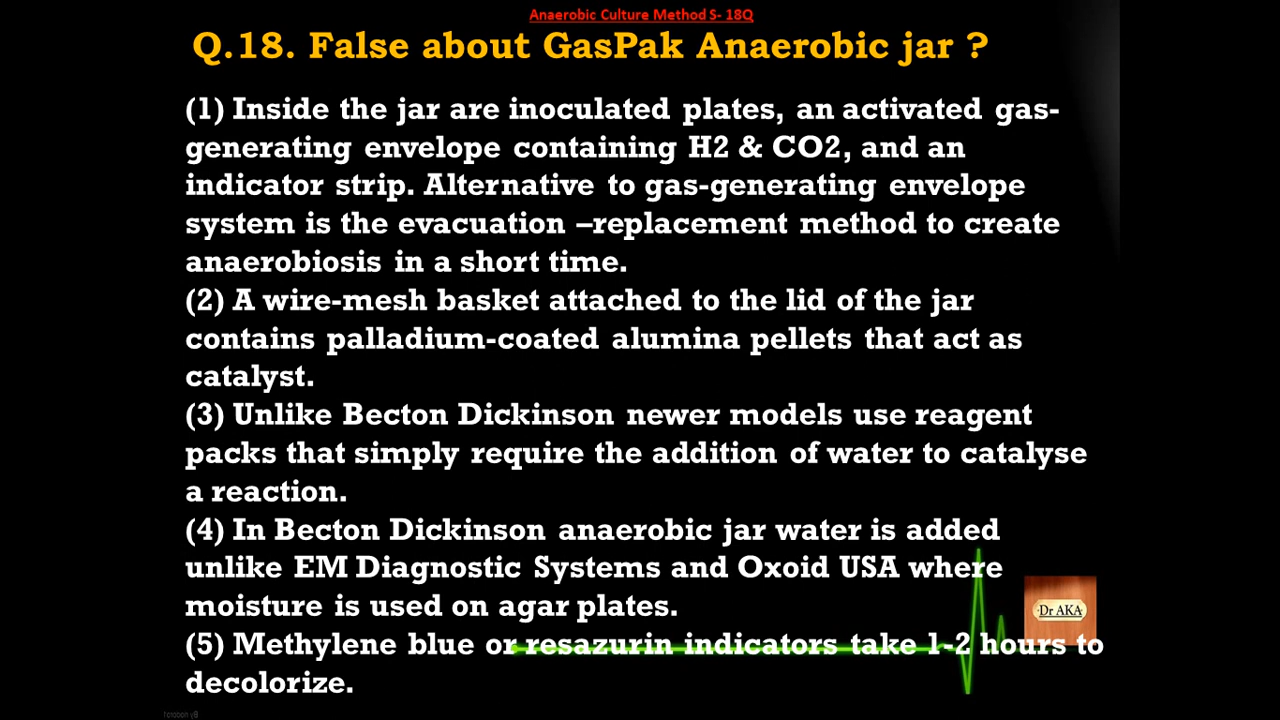 Anaerobic Culture Method S- 18Q
Q.18. False about GasPak Anaerobic jar ?
(1) Inside the jar are inoculated plates, an activated gas-
generating envelope containing H2 & CO2, and an
indicator strip. Alternative to gas-generating envelope
system is the evacuation –replacement method to create
anaerobiosis in a short time.
(2) A wire-mesh basket attached to the lid of the jar
contains palladium-coated alumina pellets that act as
catalyst.
(3) Unlike Becton Dickinson newer models use reagent
packs that simply require the addition of water to catalyse
a reaction.
(4) In Becton Dickinson anaerobic jar water is added
unlike EM Diagnostic Systems and Oxoid USA where
moisture is used on agar plates.
Dr AKA
(5) Methylene blue or resazurin indicators take 1-2 hours to
decolorize.